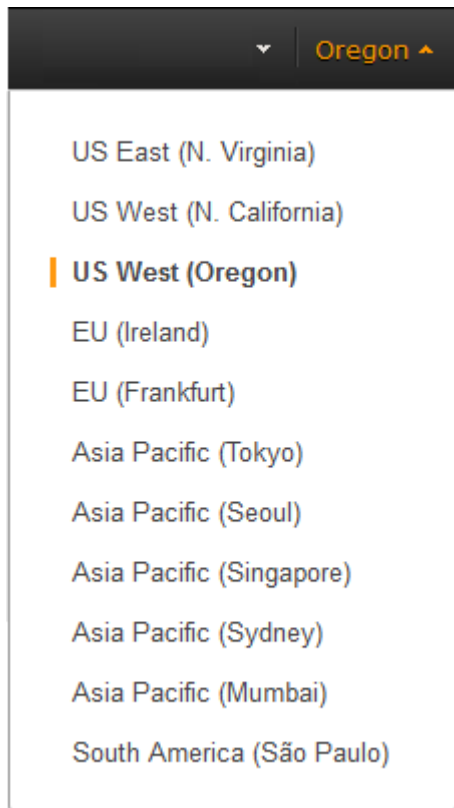 Oregon
US East (N. Virginia)
US West (N. California)
US West (Oregon)
EU (Ireland)
EU (Frankfurt)
Asia Pacific (Tokyo)
Asia Pacific (Seoul)
Asia Pacific (Singapore)
Asia Pacific (Sydney)
Asia Pacific (Mumbai)
South America (São Paulo)